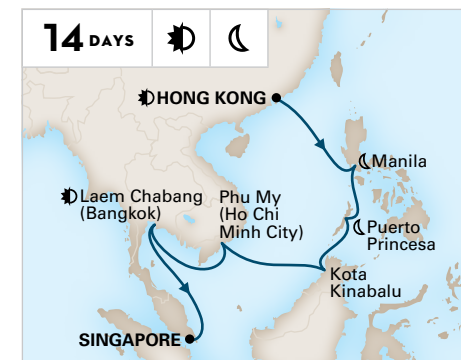 14 DAYS
HONG KONG
Manila
Laem Chabang
(Bangkok)
Phu My
(Ho Chi
Minh City)
Puerto
Princesa
Kota
Kinabalu
SINGAPORE